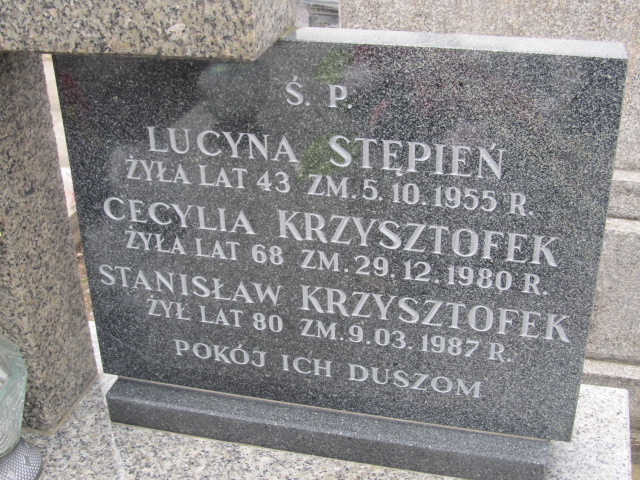 Ś. P.
LUCYNA STĘPIEŃ
ŻYŁA LAT 43 ZM. 5.10.1955 R.
CECYLIA KRZYSZTOFEK
ŻYŁA LAT 68 ZM. 29.12.1980 R.
STANISŁAW KRZYSZTOFEK
ŻYŁ LAT 80 ZM. 9.03.1987 R.
POKÓJ ICH DUSZOM